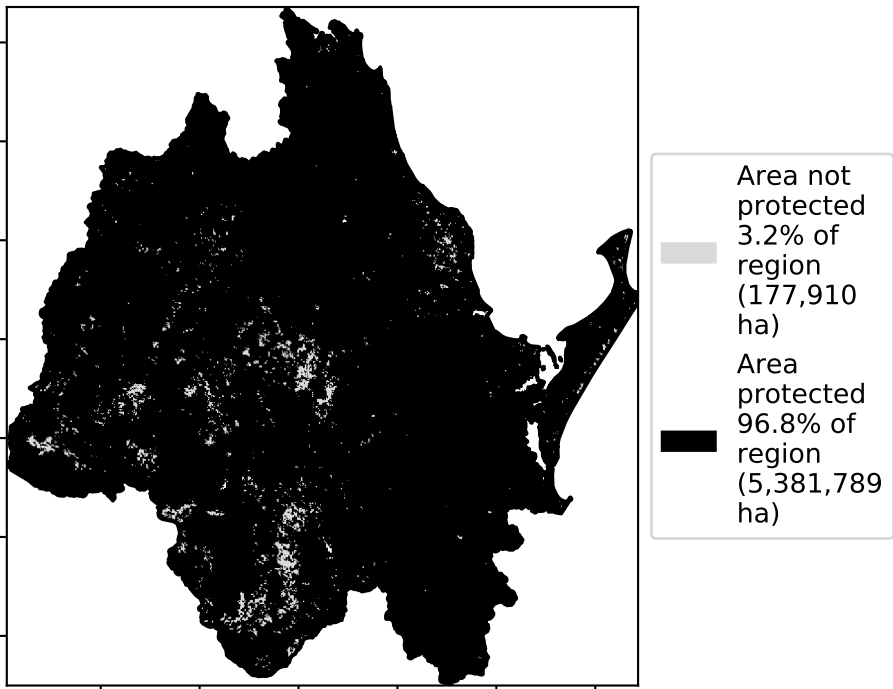 Area not
protected
3.2% of
region
(177,910
ha)
Area
protected
96.8% of
region
(5,381,789
ha)